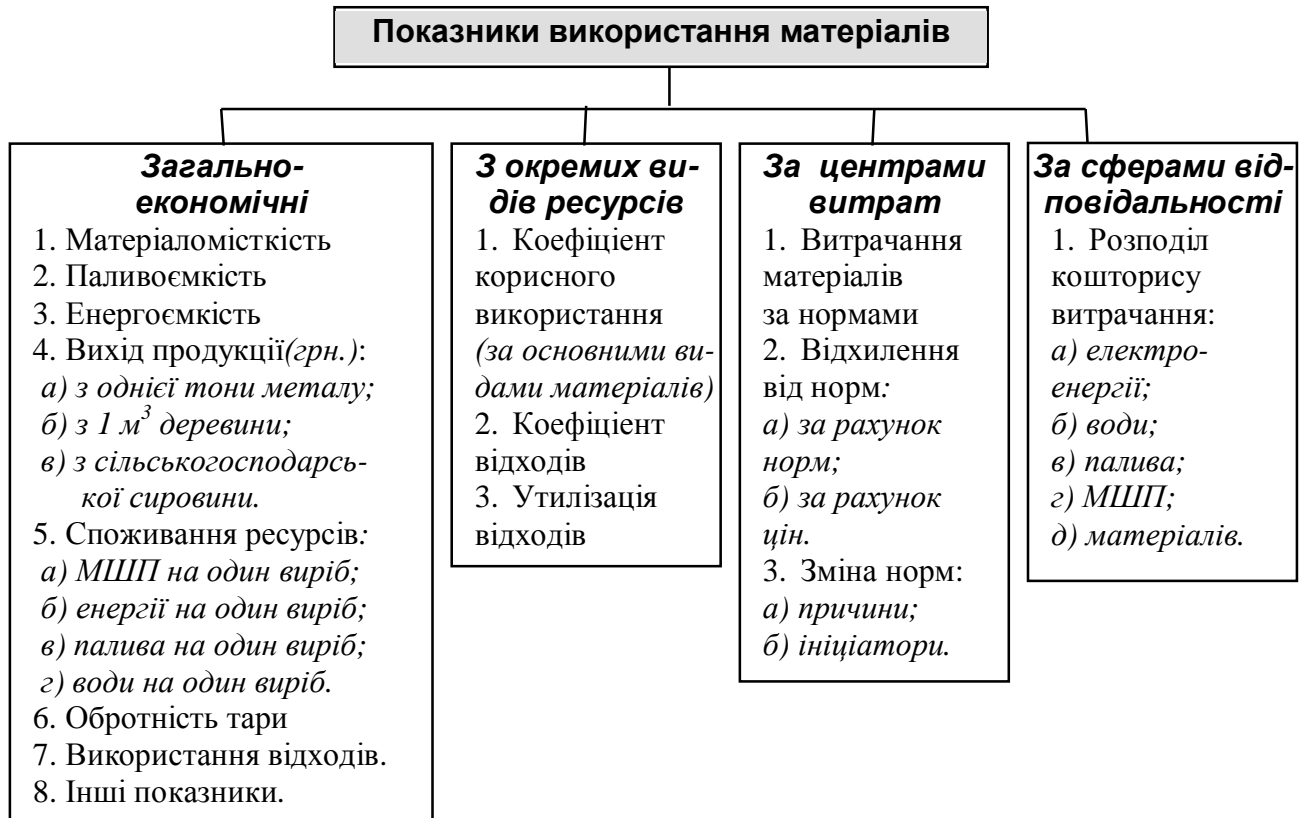 Показники використання матеріалів
Загально-
економічні
1. Матеріаломісткість
2. Паливоємкість
3. Енергоємкість
4. Вихід продукції(грн.):
а) з однієї тони металу;
б) з 1 м³ деревини;
в) з сільськогосподарсь-
кої сировини.
5. Споживання ресурсів:
а) МШП на один виріб;
б) енергії на один виріб;
в) палива на один виріб;
г) води на один виріб.
6. Обротність тари
7. Використання відходів.
8. Інші показники.
З окремих ви-
дів ресурсів
1. Коефіцієнт
корисного
використання
(за основними ви-
дами матеріалів)
2. Коефіцієнт
відходів
3. Утилізація
відходів
За центрами
витрат
1. Витрачання
матеріалів
за нормами
2. Відхилення
від норм:
а) за рахунок
норм;
б) за рахунок
цін.
3. Зміна норм:
а) причини;
б) ініціатори.
За сферами від-
повідальності
1. Розподіл
кошторису
витрачання:
а) електро-
енергії;
б) води;
в) палива;
г) МШП;
д) матеріалів.